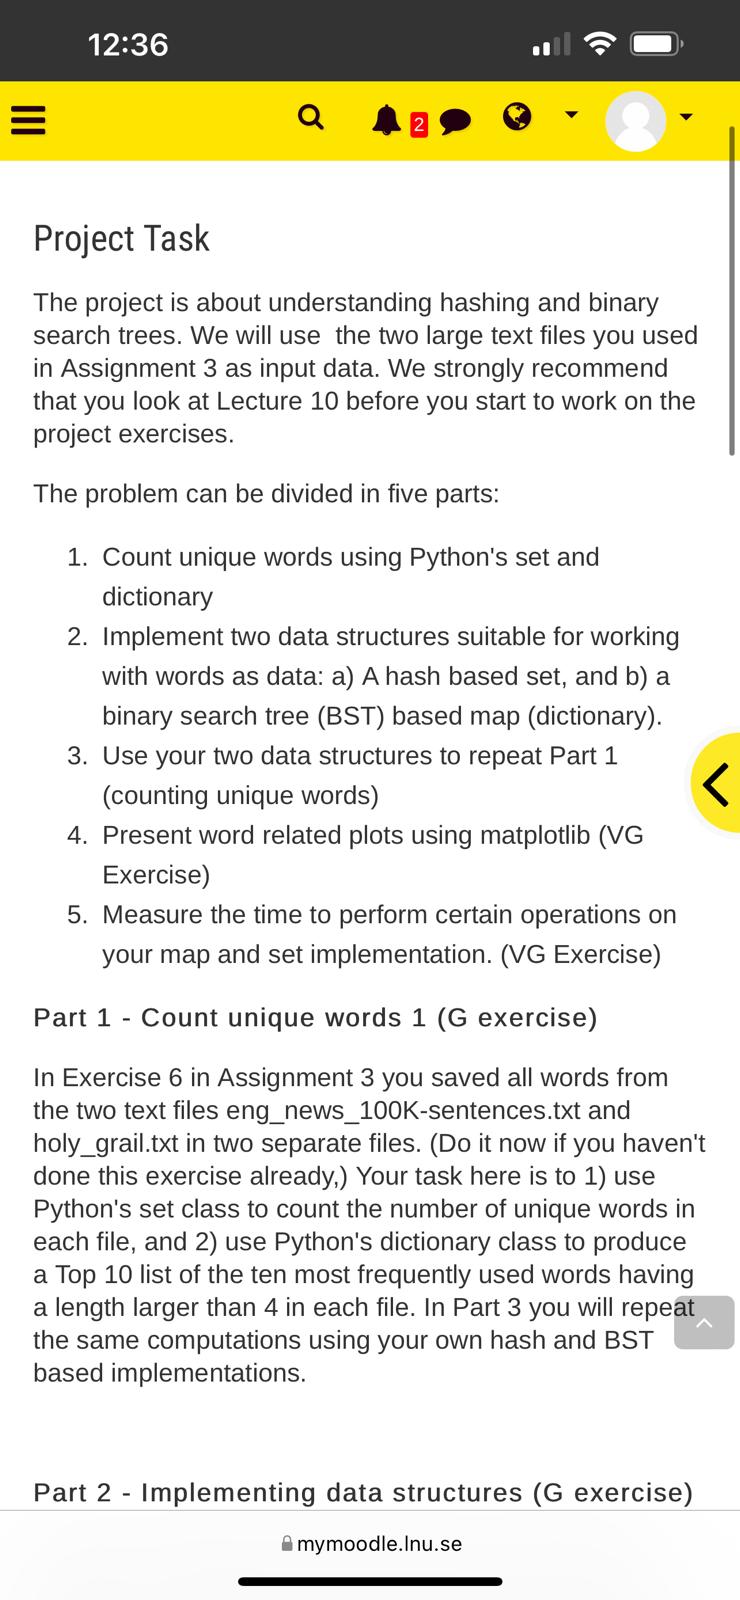 12:36
2
Project Task
The project is about understanding hashing and binary
search trees. We will use  the two large text files you used
in Assignment 3 as input data. We strongly recommend
that you look at Lecture 10 before you start to work on the
project exercises.
The problem can be divided in five parts:
1. Count unique words using Python's set and
dictionary
2. Implement two data structures suitable for working
with words as data: a) A hash based set, and b) a
binary search tree (BST) based map (dictionary).
3. Use your two data structures to repeat Part 1
(counting unique words)
4. Present word related plots using matplotlib (VG
Exercise)
5. Measure the time to perform certain operations on
your map and set implementation. (VG Exercise)
Part 1 - Count unique words 1 (G exercise)
In Exercise 6 in Assignment 3 you saved all words from
the two text files eng_news_100K-sentences.txt and
holy_grail.txt in two separate files. (Do it now if you haven't
done this exercise already,) Your task here is to 1) use
Python's set class to count the number of unique words in
each file, and 2) use Python's dictionary class to produce
a Top 10 list of the ten most frequently used words having
a length larger than 4 in each file. In Part 3 you will repeat
the same computations using your own hash and BST
based implementations.
Part 2 - Implementing data structures (G exercise)
mymoodle.lnu.se